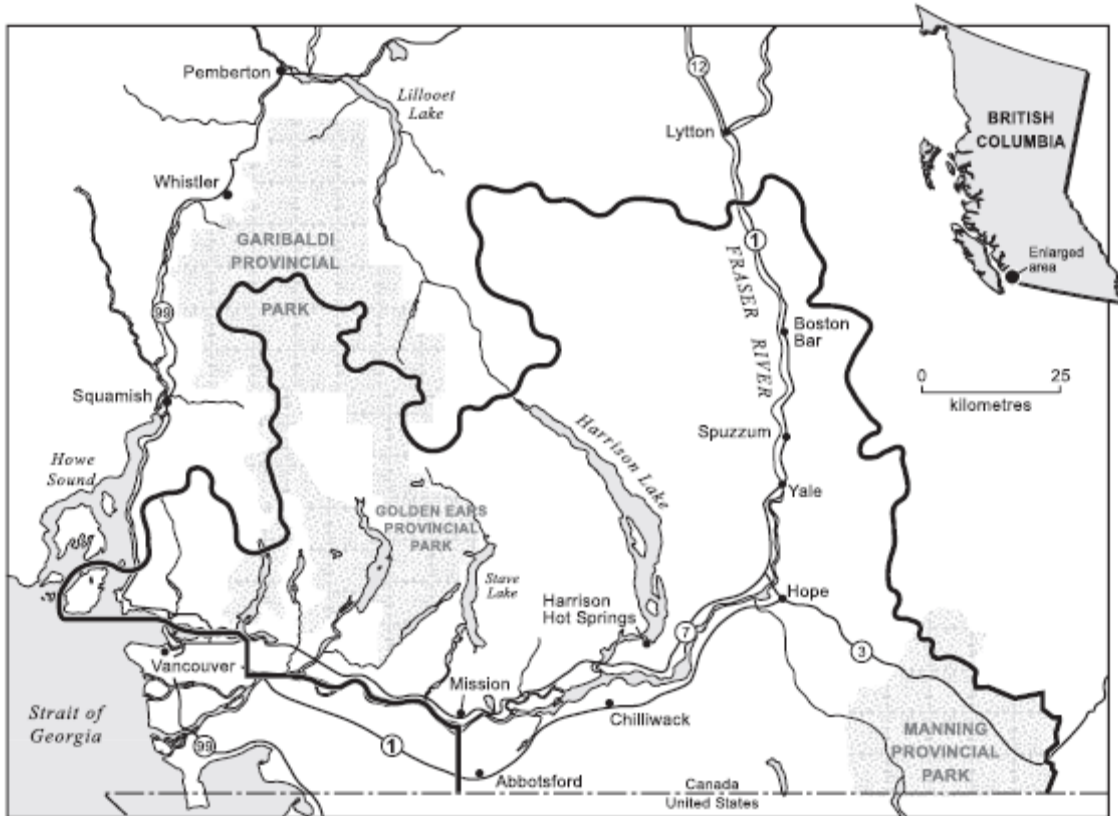 Pemberton
Lillooet
Lake
12
Lytton
BRITISH
COLUMBIA
Whistler
GARIBALDI
PROVINCIAL
PARK
1
FRASER RIVER
Enlarged
area
99
Boston
Bar
0 25
kilometres
Squamish
Harrison Lake
Spuzzum
Howe
Sound
Yale
GOLDEN EARS
PROVINCIAL
PARK
Stave
Lake
Harrison
Hot Springs
Hope
7
3
Vancouver
Mission
Strait of
Georgia
Chilliwack
99
1
MANNING
PROVINCIAL
PARK
Abbotsford
Canada
United States